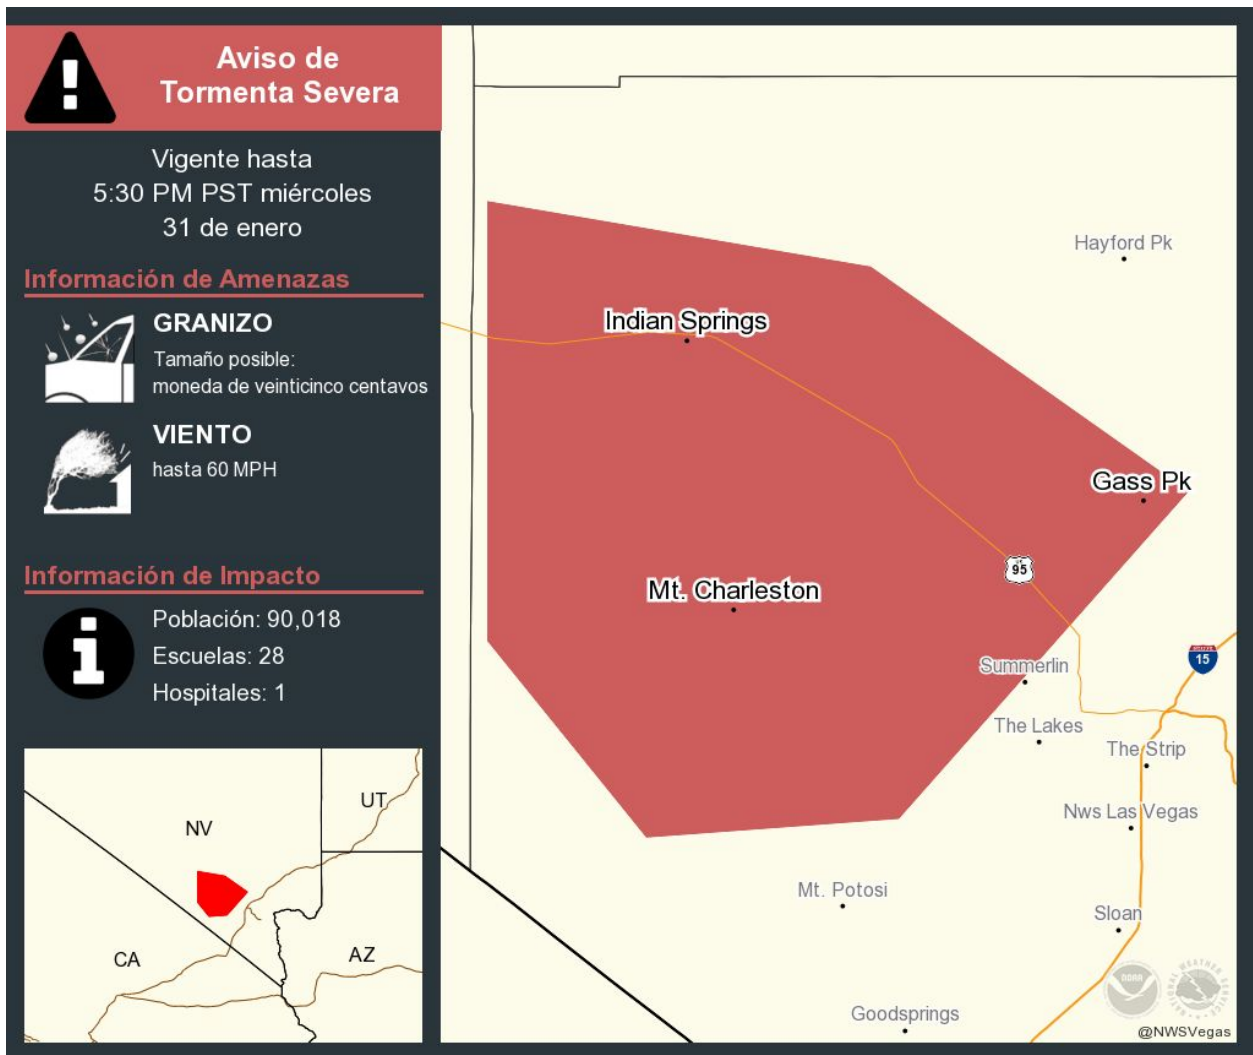 Aviso de
Tormenta Severa
Vigente hasta
5:30 PM PST miércoles
31 de enero
Información de Amenazas
GRANIZO
Tamaño posible:
moneda de veinticinco centavos
VIENTO
hasta 60 MPH
Información de Impacto
Población: 90,018
Escuelas: 28
Hospitales: 1
UT
NV
CA
AZ
Hayford Pk
Indian Springs
Gass Pk
95
Mt. Charleston
15
Summerlin
The Lakes
The Strip
Nws Las Vegas
Mt. Potosi
Sloan
Goodsprings
@NWSVegas